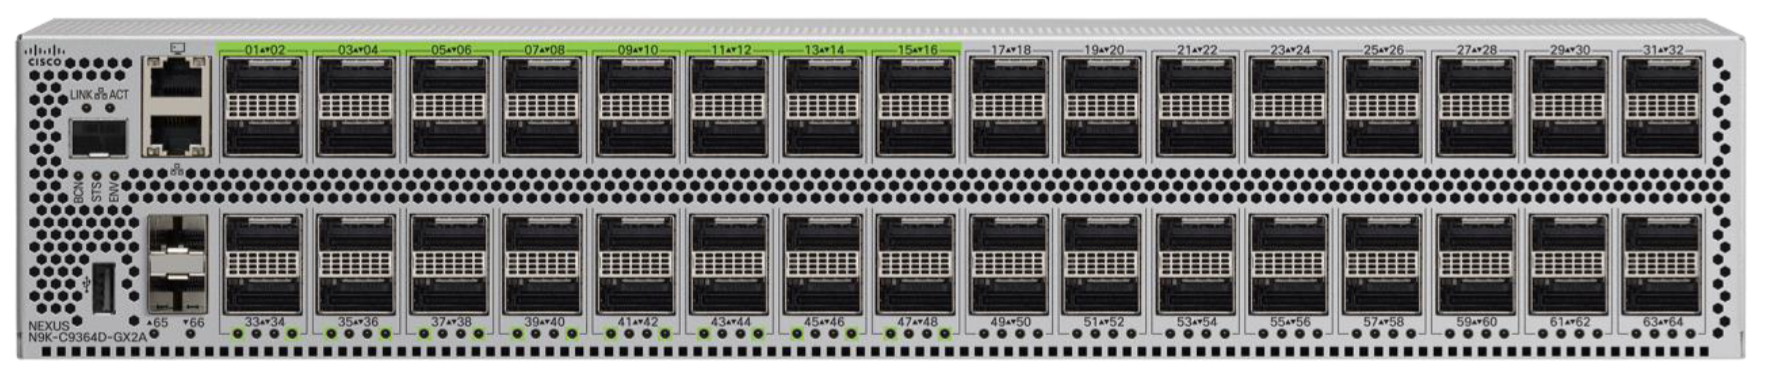 CISCO
LINK ACT
BCN
STS
ENV
01▲▼02 03▲▼04 05▲▼06 07▲▼08 09▲▼10 11▲▼12 13▲▼14 15▲▼16 17▲▼18 19▲▼20 21▲▼22 23▲▼24 25▲▼26 27▲▼28 29▲▼30 31▲▼32
▲65 ▼66
33▲▼34 35▲▼36 37▲▼38 39▲▼40 41▲▼42 43▲▼44 45▲▼46 47▲▼48 49▲▼50 51▲▼52 53▲▼54 55▲▼56 57▲▼58 59▲▼60 61▲▼62 63▲▼64
NEXUS
N9K-C9364D-GX2A